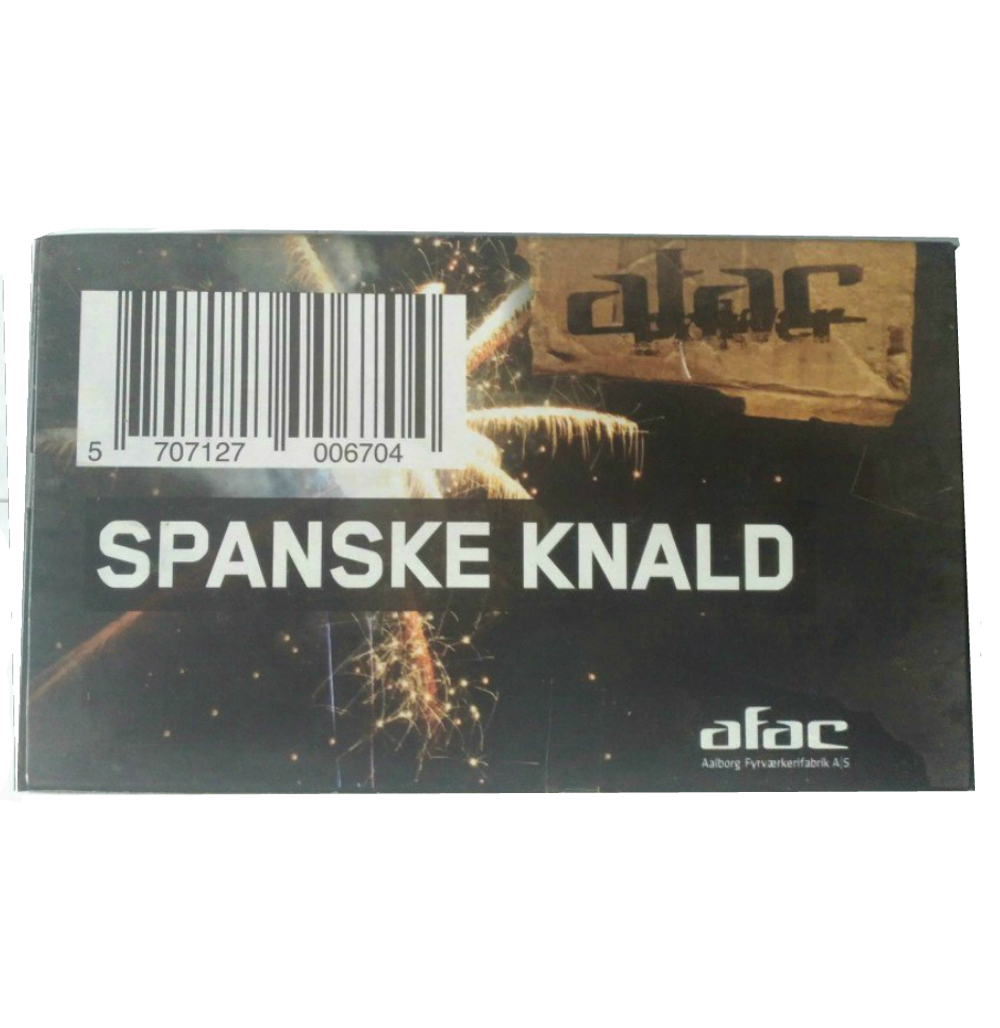 afac
5 707127 006704
SPANSKE KNALD
afac
Aalborg Fyrværkerifabrik A|S